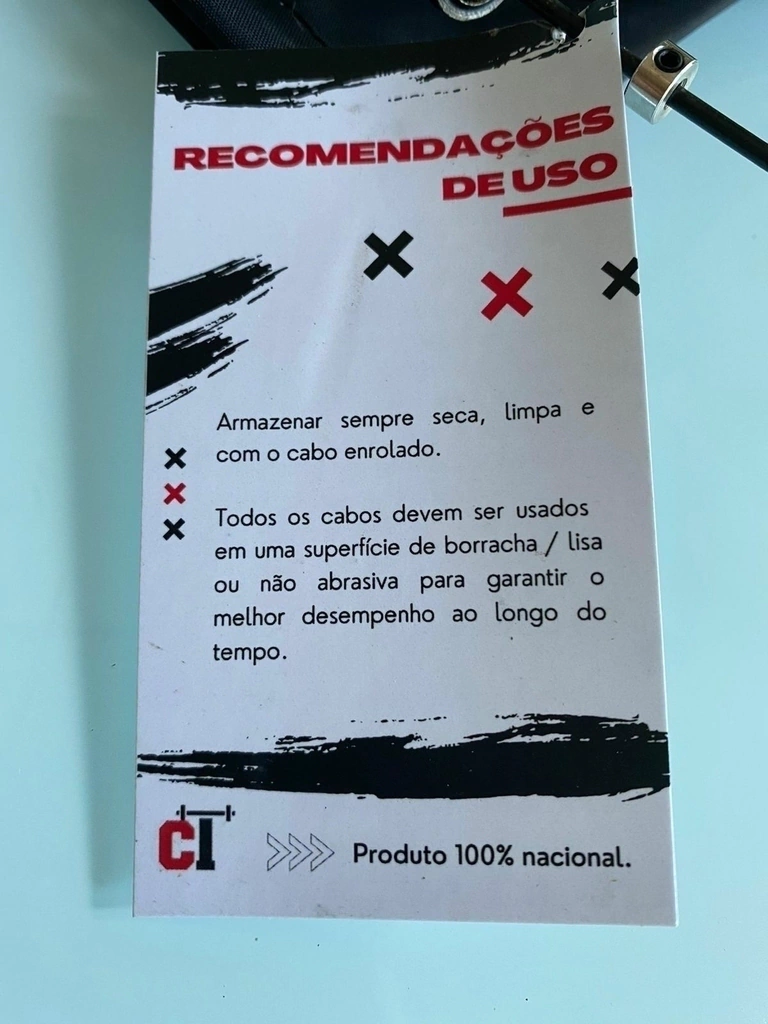 RECOMENDAÇÕES
DE USO
Armazenar sempre seca, limpa e
com o cabo enrolado.
Todos os cabos devem ser usados
em uma superfície de borracha / lisa
ou não abrasiva para garantir o
melhor desempenho ao longo do
tempo.
CI
Produto 100% nacional.